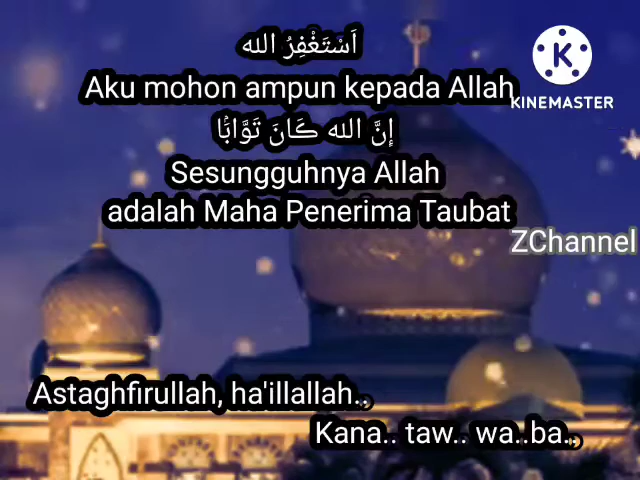 اَسْتَغْفِرُ الله
Aku mohon ampun kepada Allah
KINEMASTER
إِنَّ الله كَانَ تَوَّابًُا
Sesungguhnya Allah
adalah Maha Penerima Taubat
ZChannel
Astaghfirullah, ha'illallah..
Kana.. taw.. wa..ba..